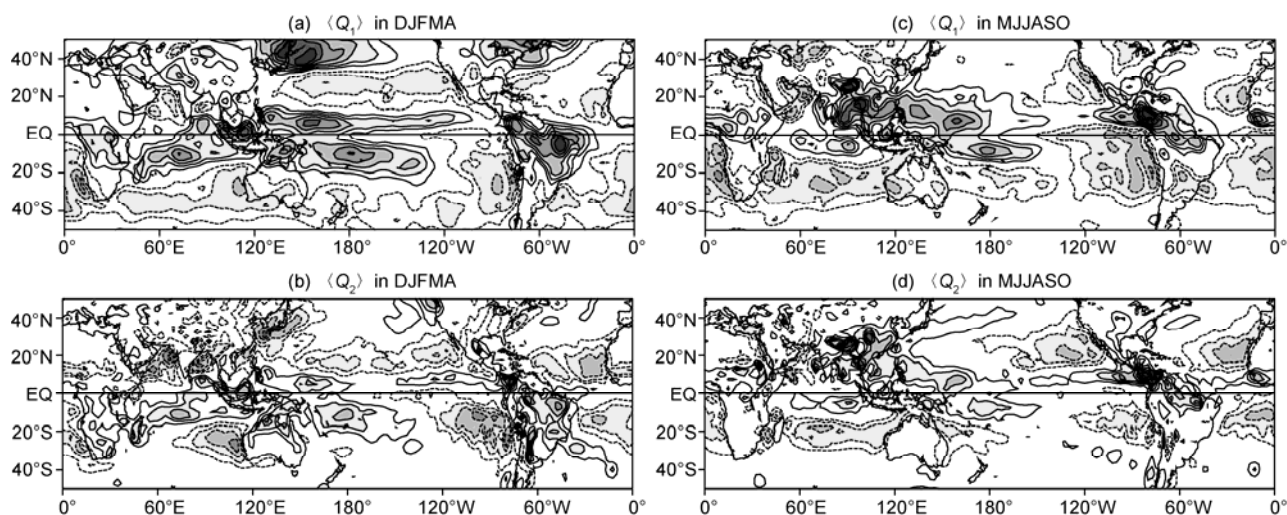 (a) 〈Q1〉 in DJFMA
40°N
20°N
EQ
20°S
40°S
0° 60°E 120°E 180° 120°W 60°W 0°
(c) 〈Q1〉 in MJJASO
40°N
20°N
EQ
20°S
40°S
0° 60°E 120°E 180° 120°W 60°W 0°
(b) 〈Q2〉 in DJFMA
40°N
20°N
EQ
20°S
40°S
0° 60°E 120°E 180° 120°W 60°W 0°
(d) 〈Q2〉 in MJJASO
40°N
20°N
EQ
20°S
40°S
0° 60°E 120°E 180° 120°W 60°W 0°